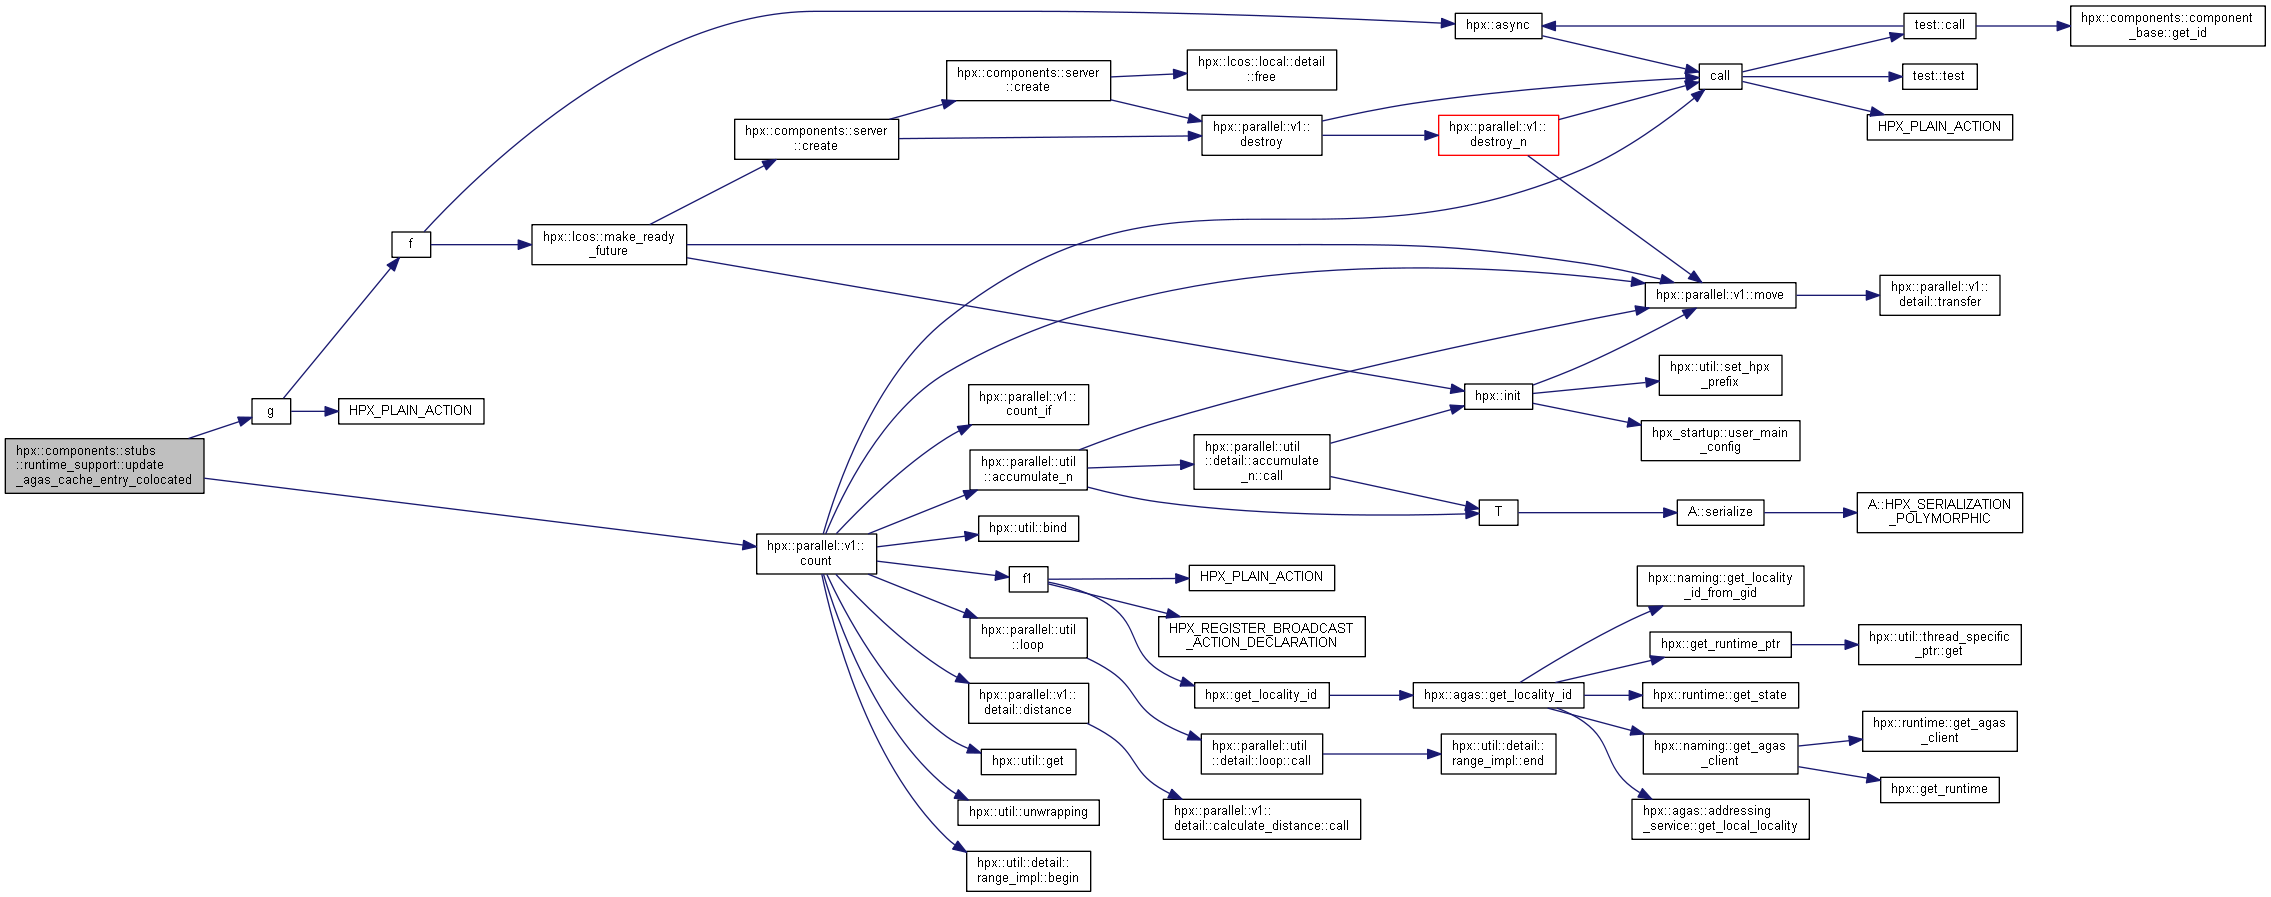 hpx::components::stubs
::runtime_support::update
_agas_cache_entry_colocated
g
HPX_PLAIN_ACTION
f
hpx::lcos::make_ready
_future
hpx::components::server
::create
hpx::components::server
::create
hpx::lcos::local::detail
::free
hpx::parallel::v1::
destroy
hpx::parallel::v1::
destroy_n
hpx::async
call
test::call
hpx::components::component
_base::get_id
test::test
HPX_PLAIN_ACTION
hpx::parallel::v1::move
hpx::parallel::v1::
detail::transfer
hpx::init
hpx::util::set_hpx
_prefix
hpx_startup::user_main
_config
hpx::parallel::v1::
count
hpx::parallel::v1::
count_if
hpx::parallel::util
::accumulate_n
hpx::parallel::util
::detail::accumulate
_n::call
T
A::serialize
A::HPX_SERIALIZATION
_POLYMORPHIC
hpx::util::bind
f1
HPX_PLAIN_ACTION
HPX_REGISTER_BROADCAST
_ACTION_DECLARATION
hpx::get_locality_id
hpx::agas::get_locality_id
hpx::naming::get_locality
_id_from_gid
hpx::get_runtime_ptr
hpx::util::thread_specific
_ptr::get
hpx::runtime::get_state
hpx::naming::get_agas
_client
hpx::runtime::get_agas
_client
hpx::get_runtime
hpx::agas::addressing
_service::get_local_locality
hpx::parallel::util
::loop
hpx::parallel::util
::detail::loop::call
hpx::util::detail::
range_impl::end
hpx::parallel::v1::
detail::distance
hpx::parallel::v1::
detail::calculate_distance::call
hpx::util::get
hpx::util::unwrapping
hpx::util::detail::
range_impl::begin